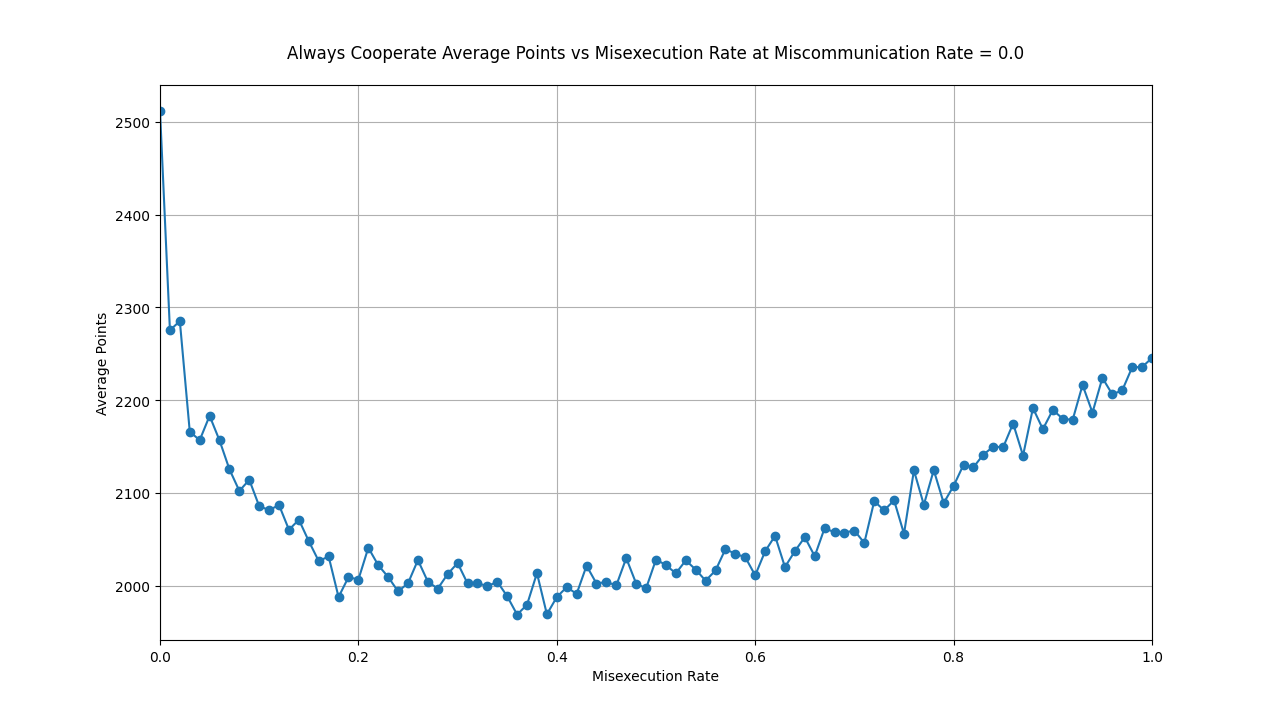 Always Cooperate Average Points vs Misexecution Rate at Miscommunication Rate = 0.0
2500
2400
2300
2200
2100
2000
Average Points
0.0 0.2 0.4 0.6 0.8 1.0
Misexecution Rate